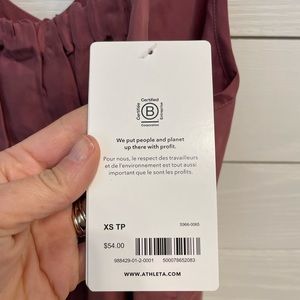 Certified
B
Corporation
We put people and planet
up there with profit.
Pour nous, le respect des travailleurs
et de l'environnement est tout aussi
important que le sont les profits.
XS TP
$54.00
S966-0065
988429-01-2-0001
500078652083
WWW.ATHLETA.COM